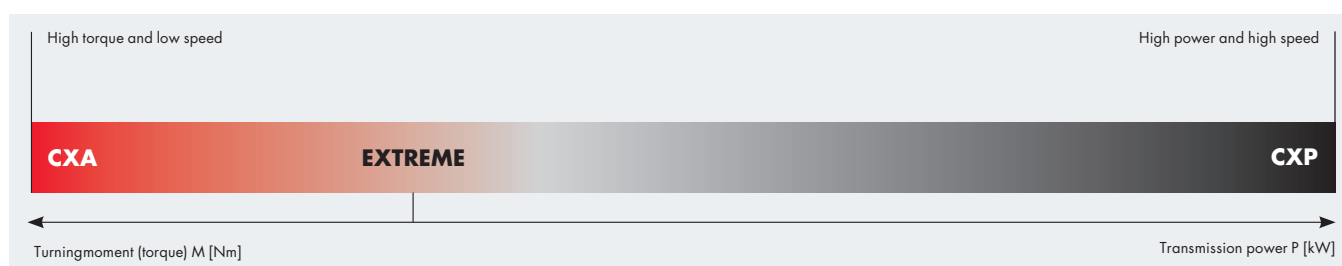 High torque and low speed
High power and high speed
CXA
EXTREME
CXP
Turningmoment (torque) M [Nm]
Transmission power P [kW]